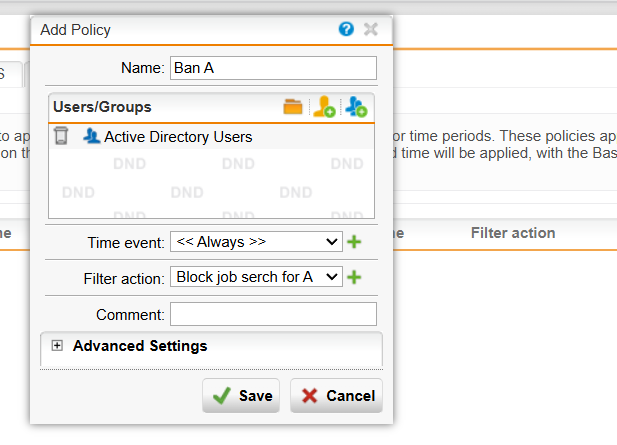 Add Policy
Name: Ban A
S
Users/Groups
Active Directory Users
to ap
or time periods. These policies ap
on th
d time will be applied, with the Bas
DND DND DND
DND DND DND
DND DND DND
ne
Time event: << Always >>
ne
Filter action
Filter action: Block job serch for A
Comment:
Advanced Settings
Save
Cancel